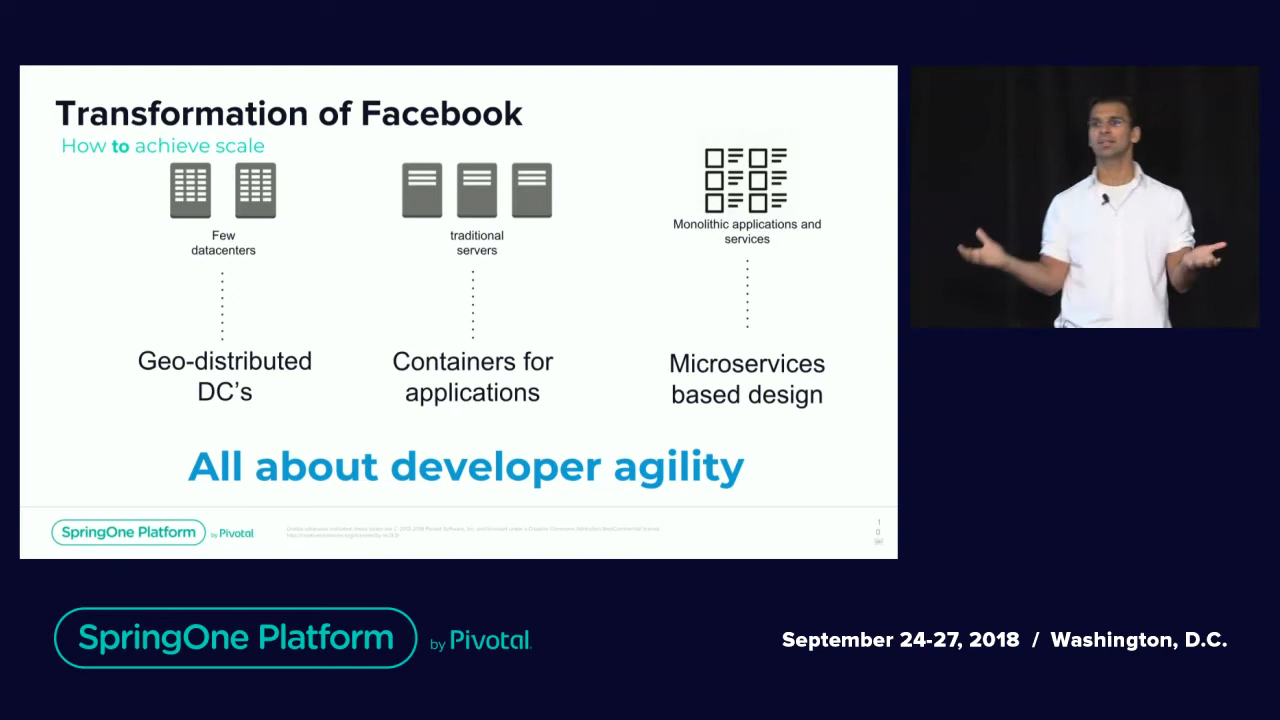 Transformation of Facebook
How to achieve scale
Few
datacenters
traditional
servers
Monolithic applications and
services
Geo-distributed
DC's
Containers for
applications
Microservices
based design
All about developer agility
SpringOne Platform by Pivotal
1
0
SpringOne Platform by Pivotal.
September 24-27, 2018 / Washington, D.C.